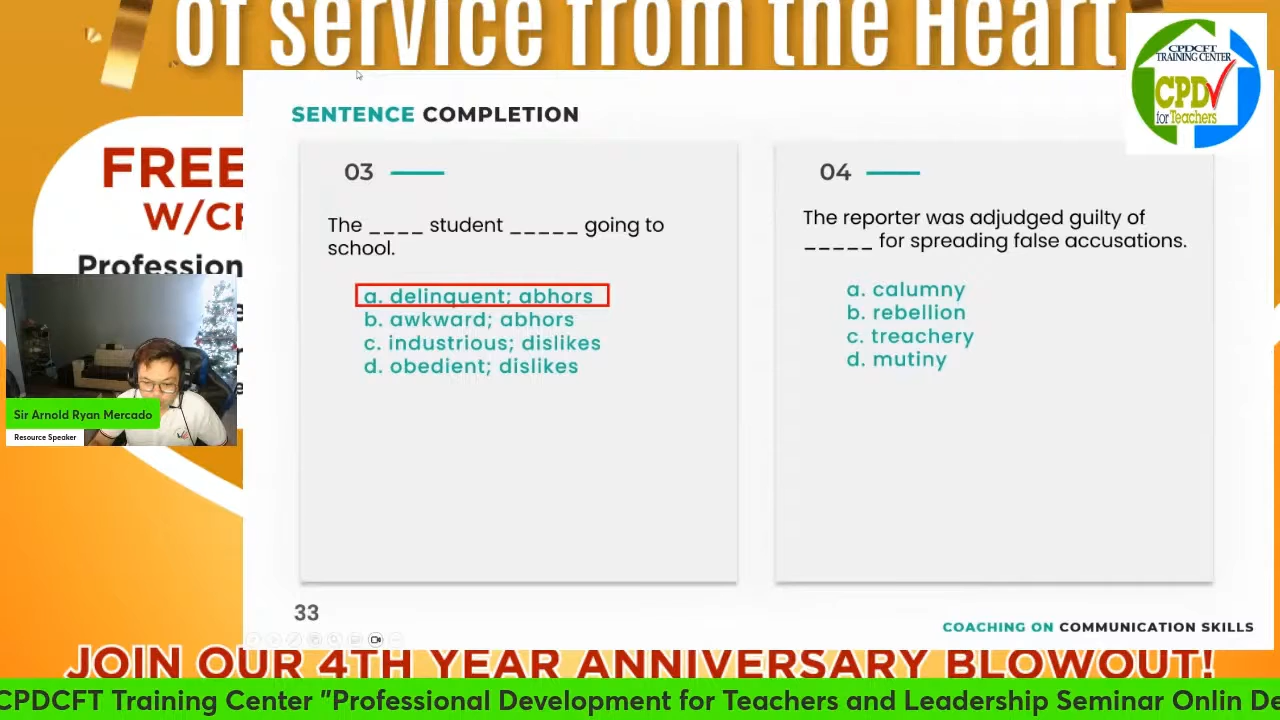 of service from the Heart
CPDCFT
TRAINING CENTER
CPD
for Teachers
FREE
W/CP
Profession
SENTENCE COMPLETION
03
The ____ student _____ going to
school.
a. delinquent; abhors
b. awkward; abhors
c. industrious; dislikes
d. obedient; dislikes
04
The reporter was adjudged guilty of
_____ for spreading false accusations.
a. calumny
b. rebellion
c. treachery
d. mutiny
Sir Arnold Ryan Mercado
Resource Speaker
33
COACHING ON COMMUNICATION SKILLS
JOIN OUR 4TH YEAR ANNIVERSARY BLOWOUT!
CPDCFT Training Center "Professional Development for Teachers and Leadership Seminar Onlin De